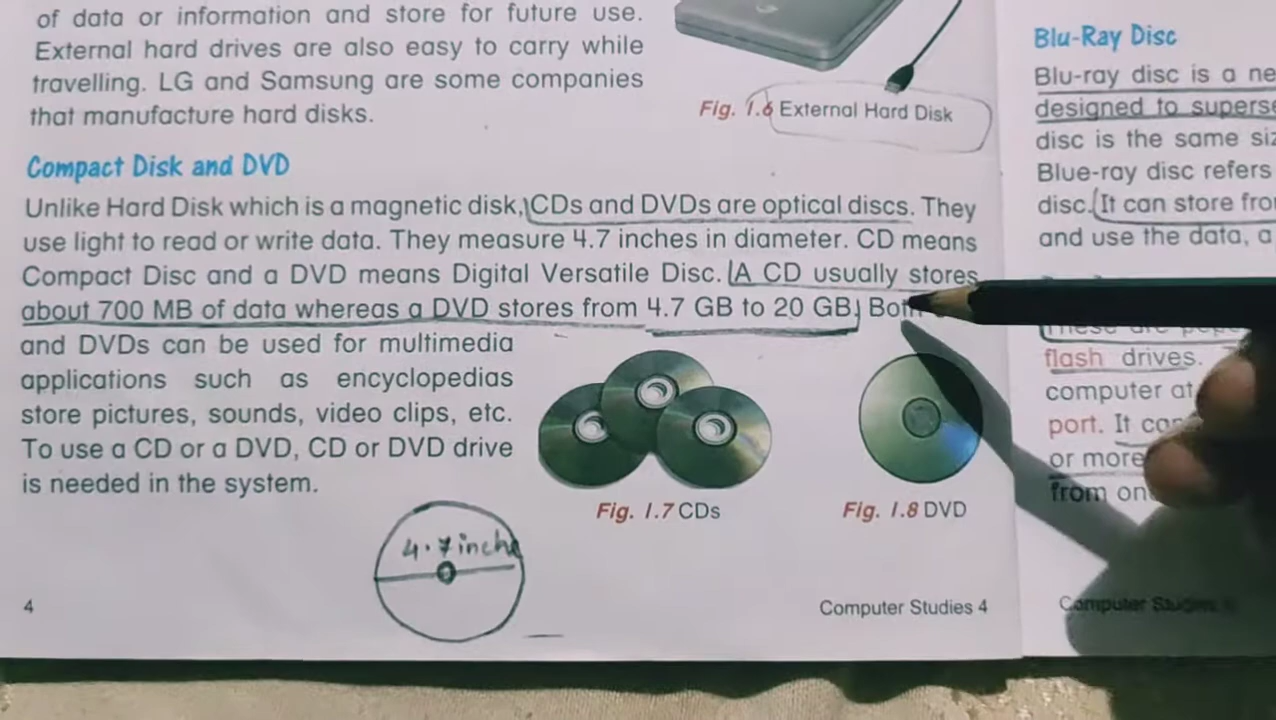 of data or information and store for future use.
External hard drives are also easy to carry while
travelling. LG and Samsung are some companies
that manufacture hard disks.
Fig. 1.6 External Hard Disk
Compact Disk and DVD
Unlike Hard Disk which is a magnetic disk, CDs and DVDs are optical discs. They
use light to read or write data. They measure 4.7 inches in diameter. CD means
Compact Disc and a DVD means Digital Versatile Disc. A CD usually stores
about 700 MB of data whereas a DVD stores from 4.7 GB to 20 GB.
and DVDs can be used for multimedia
applications such as encyclopedias
store pictures, sounds, video clips, etc.
To use a CD or a DVD, CD or DVD drive
is needed in the system.
Fig. 1.7 CDs
Fig. 1.8 DVD
4.7 inche
4
Computer Studies 4
Blu-Ray Disc
Blu-ray disc is a
designed to
disc is the same
Blue-ray disc refers
disc. It can store
and use the data, a
These are
flash drives.
computer at
port. It
or more
from
Computer Studies